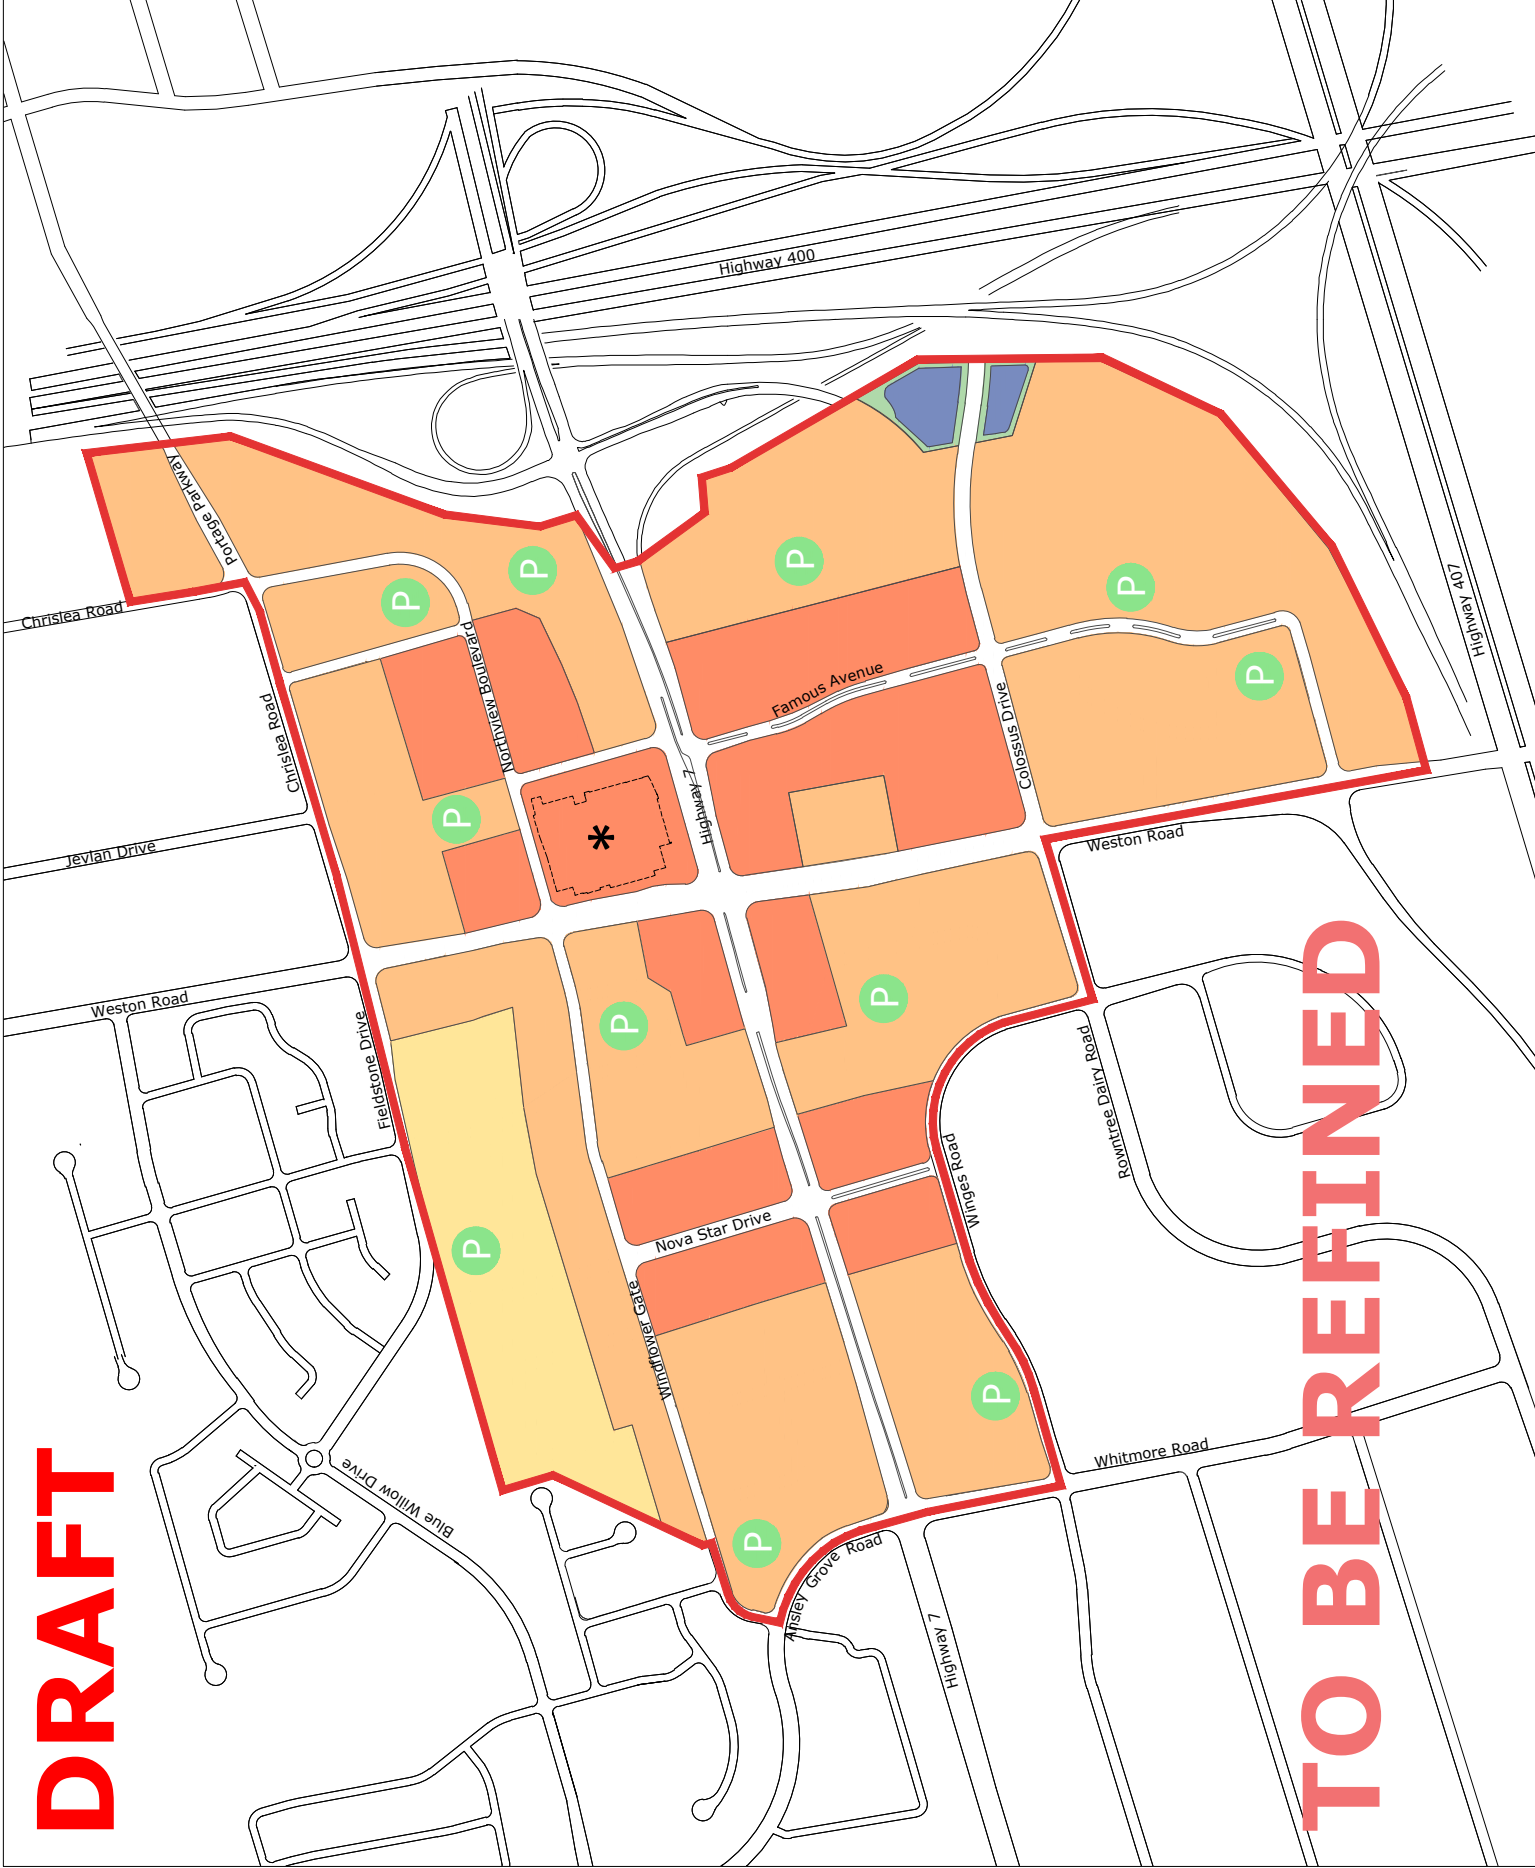 DRAFT
TO BE REFINED
Highway 400
Portage Parkway
Chrislea Road
P
P
P
P
Highway 407
Northview Boulevard
Chrislea Road
Famous Avenue
P
Colossus Drive
Highway 7
P
*
Jevlan Drive
Weston Road
Weston Road
Fieldstone Drive
P
P
Rowntree Dairy Road
Winges Road
Nova Star Drive
P
Windflower Gate
P
Whitmore Road
Blue Willow Drive
P
Ansley Grove Road
Highway 7